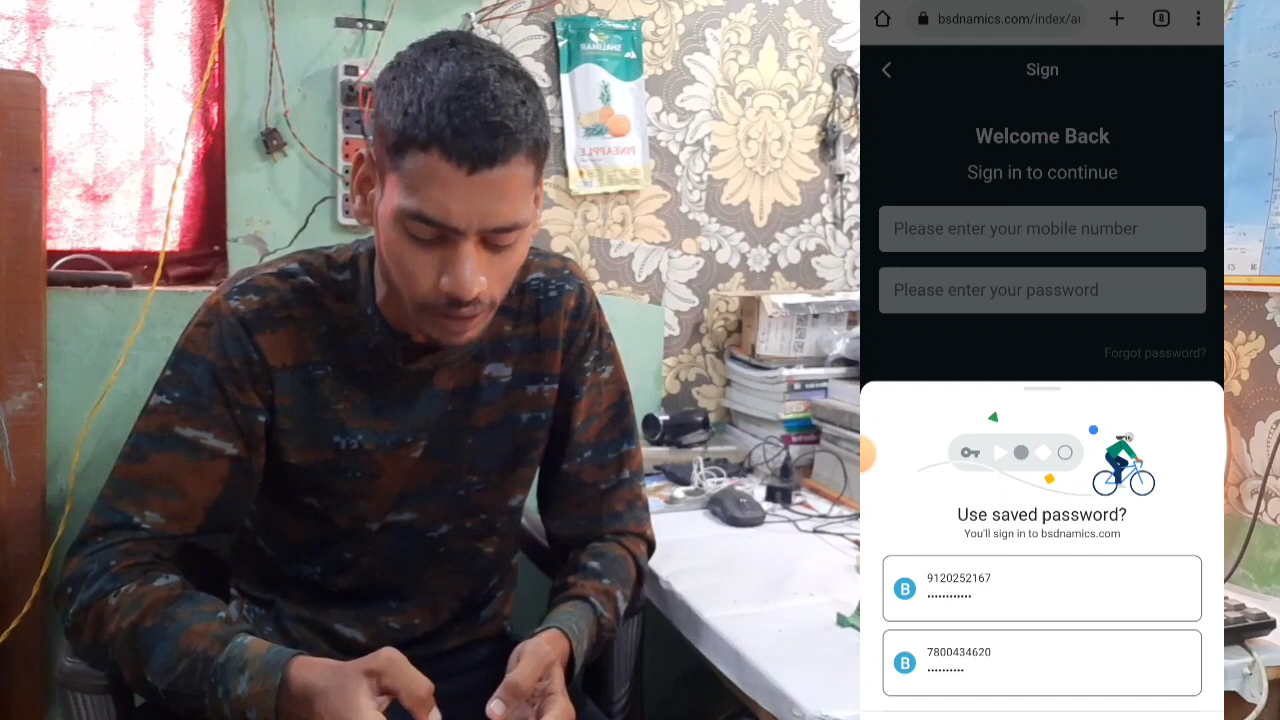 SHALIMAR
PINEAPPLE
bsdnamics.com/index/au
8
Sign
Welcome Back
Sign in to continue
Please enter your mobile number
Please enter your password
Forgot password?
Use saved password?
You'll sign in to bsdnamics.com
B
9120252167
••••••••••••
B
7800434620
••••••••••